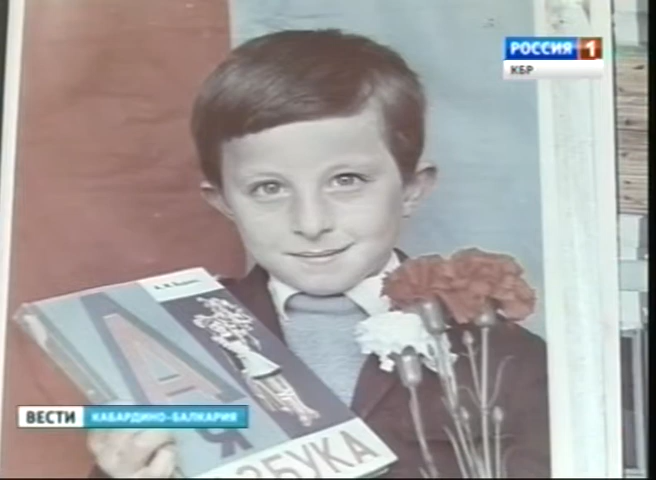 РОССИЯ 1
КБР
А
Я
АЗБУКА
ВЕСТИ КАБАРДИНО-БАЛКАРИЯ